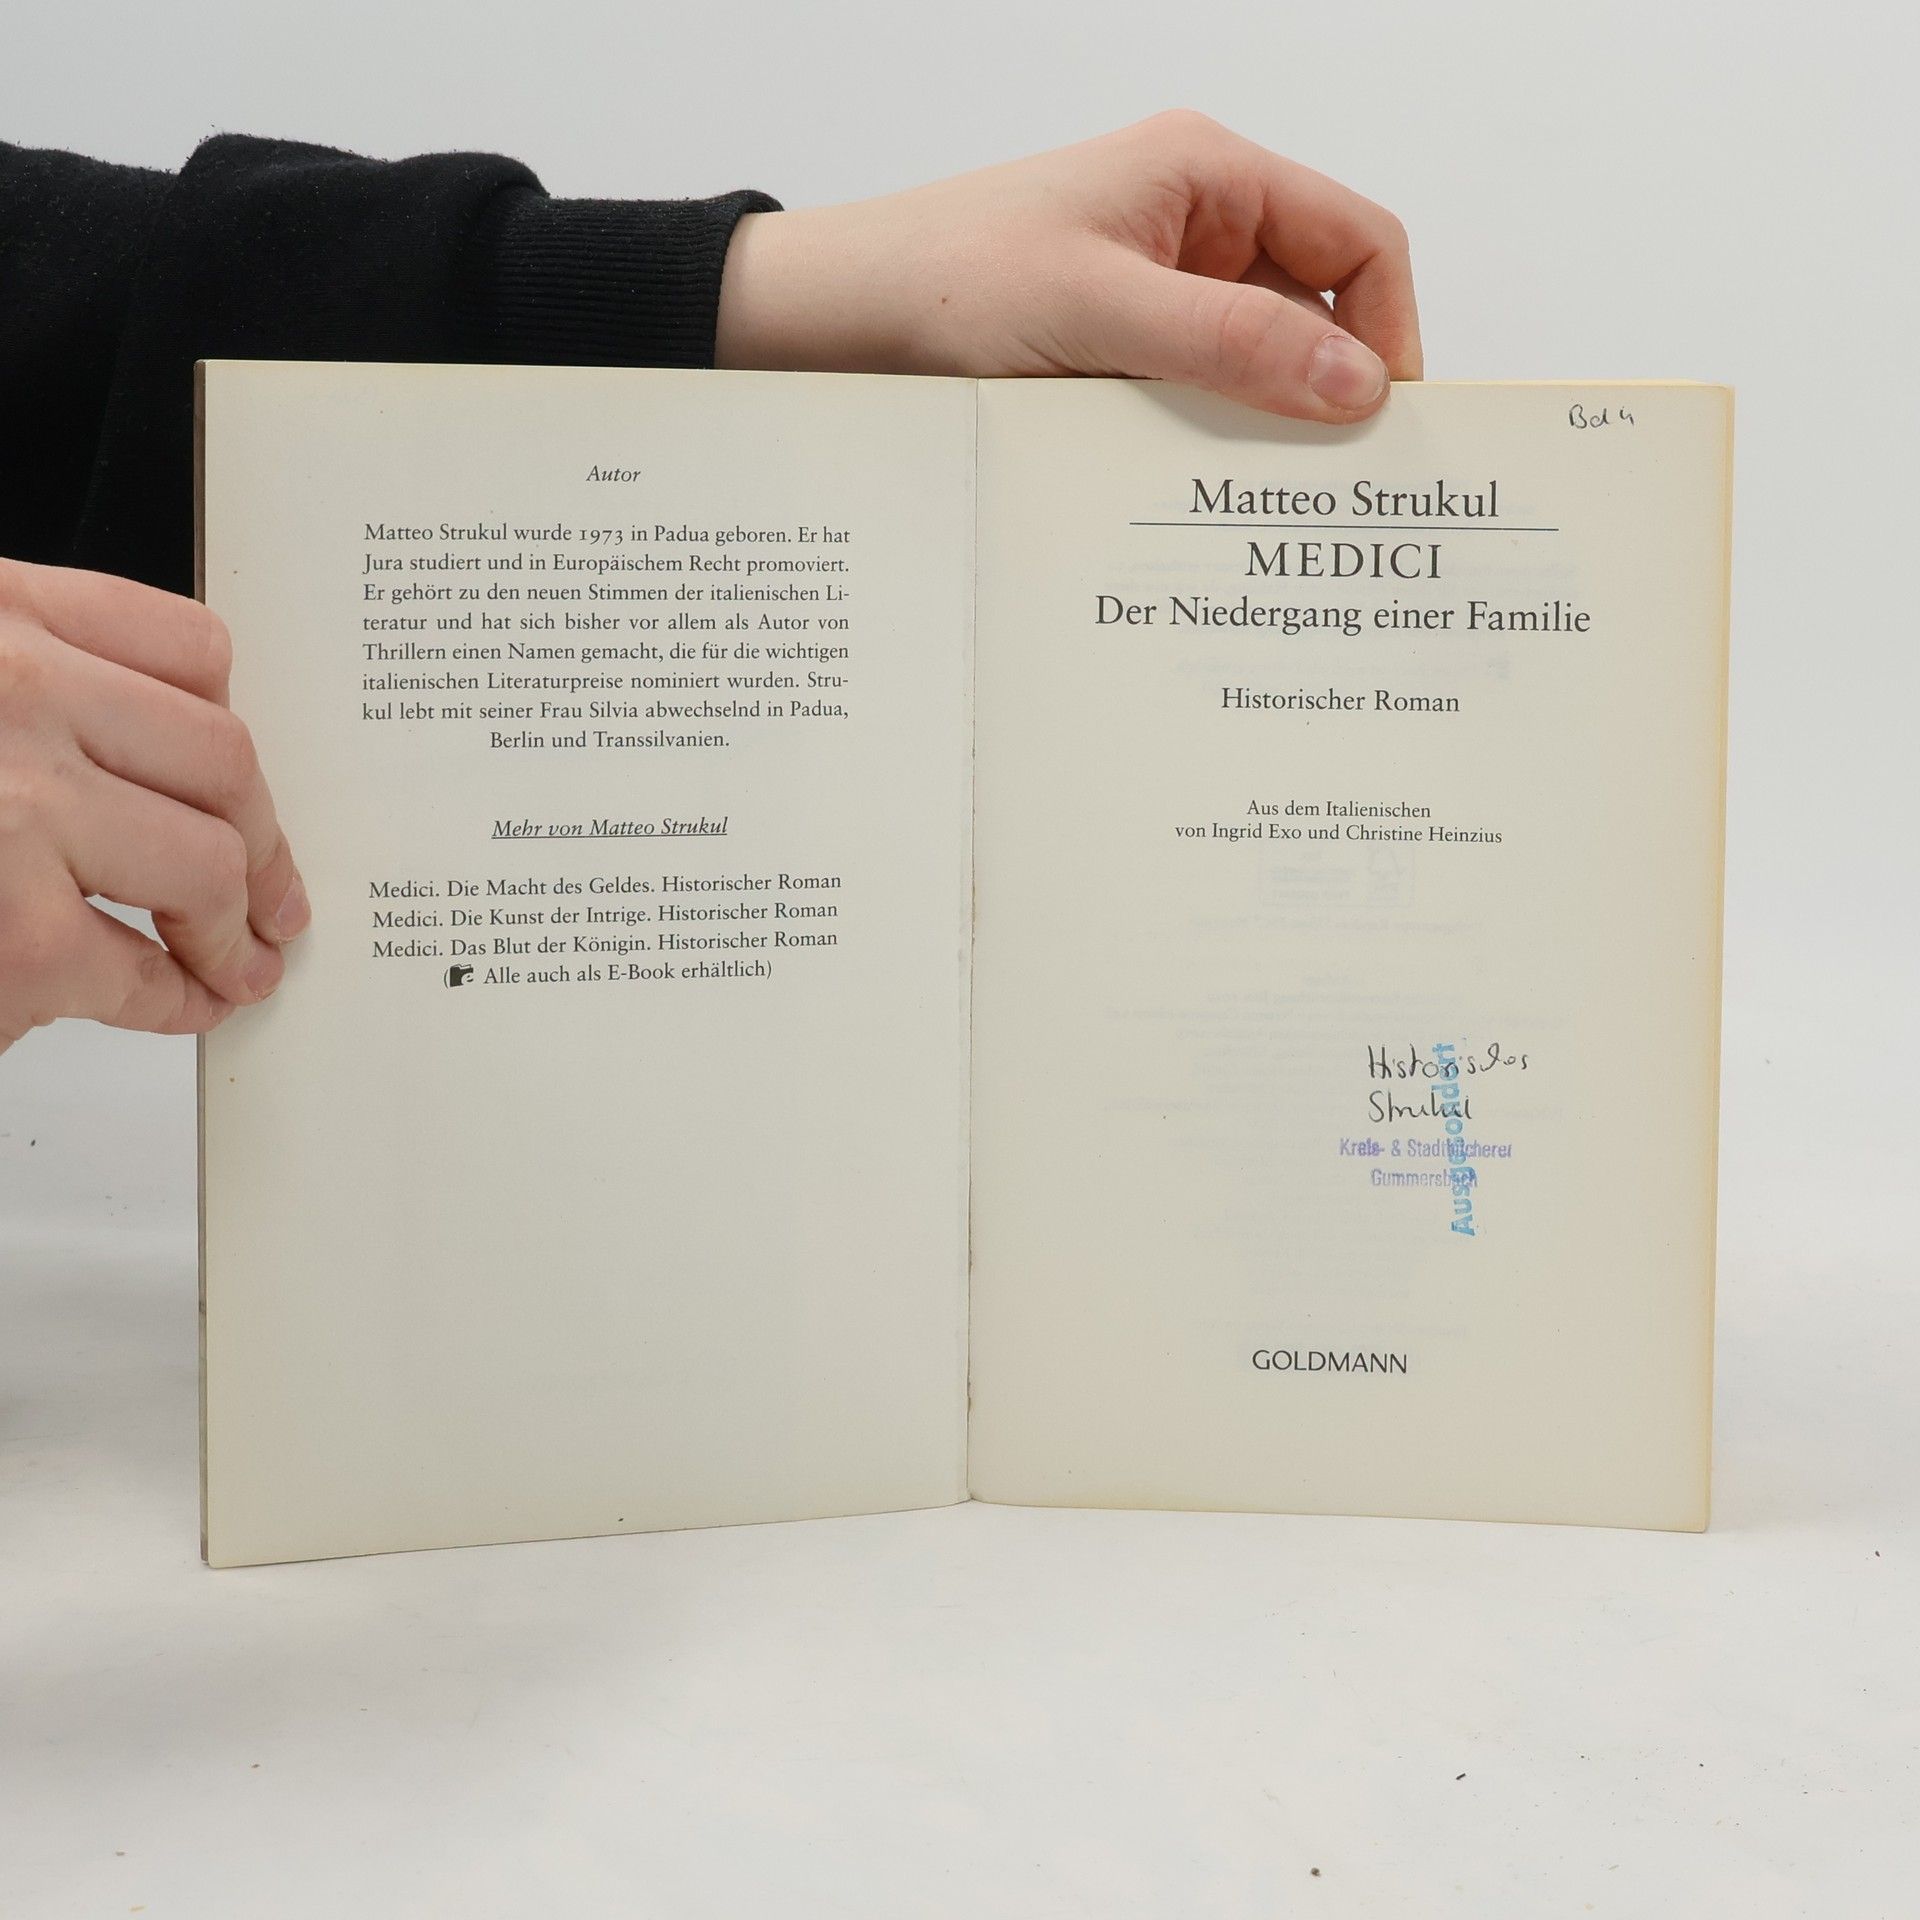 Autor
Matteo Strukul wurde 1973 in Padua geboren. Er hat
Jura studiert und in Europäischem Recht promoviert.
Er gehört zu den neuen Stimmen der italienischen Li-
teratur und hat sich bisher vor allem als Autor von
Thrillern einen Namen gemacht, die für die wichtigen
italienischen Literaturpreise nominiert wurden. Stru-
kul lebt mit seiner Frau Silvia abwechselnd in Padua,
Berlin und Transsilvanien.
Mehr von Matteo Strukul
Medici. Die Macht des Geldes. Historischer Roman
Medici. Die Kunst der Intrige. Historischer Roman
Medici. Das Blut der Königin. Historischer Roman
( Alle auch als E-Book erhältlich)
Bd 4
Matteo Strukul
MEDICI
Der Niedergang einer Familie
Historischer Roman
Aus dem Italienischen
von Ingrid Exo und Christine Heinzius
Historisches
Strukul
Kreis- & Stadtbücherei
Gummersbach
Ausgesondert
GOLDMANN